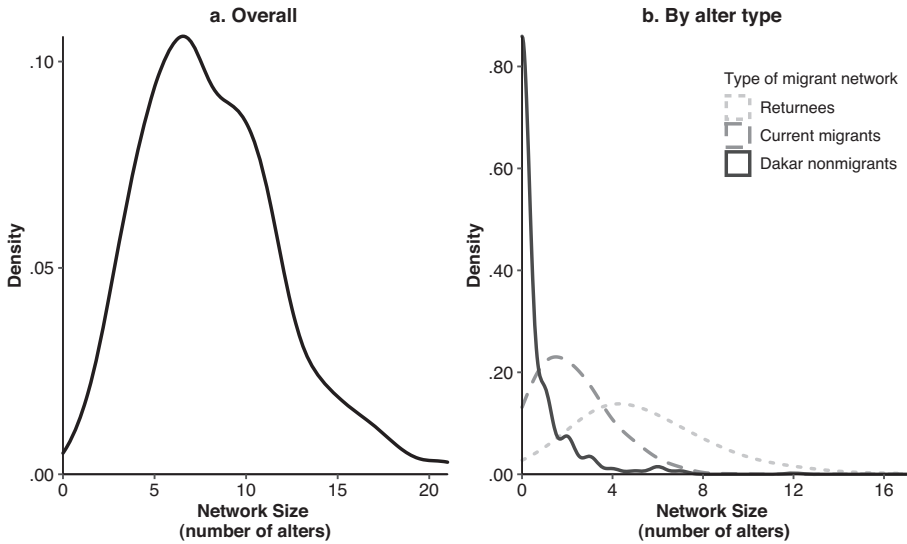 a. Overall
.10
.05
.00
Density
0 5 10 15 20
Network Size
(number of alters)
b. By alter type
.80
.60
.40
.20
.00
Density
Type of migrant network
Returnees
Current migrants
Dakar nonmigrants
0 4 8 12 16
Network Size
(number of alters)